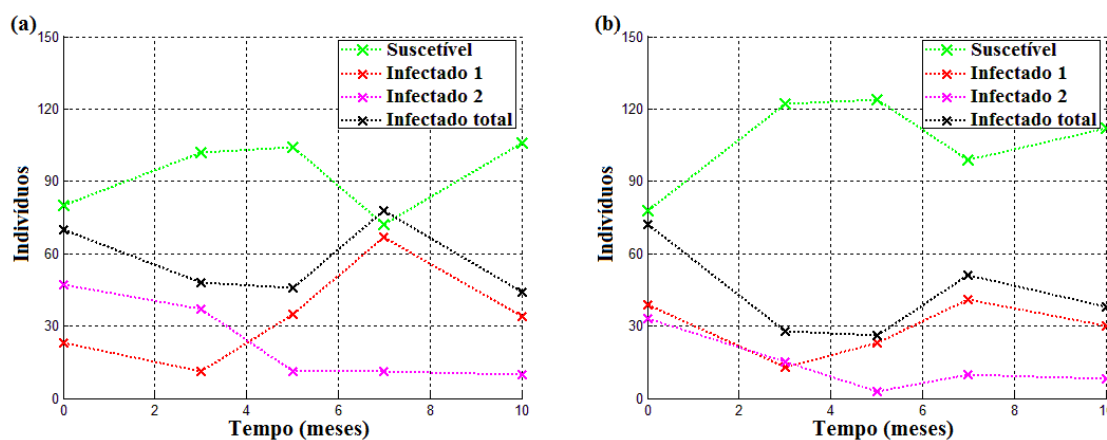 (a)
150
120
90
60
30
0
Indivíduos
Suscetível
Infectado 1
Infectado 2
Infectado total
0 2 4 6 8 10
Tempo (meses)
(b)
150
120
90
60
30
0
Indivíduos
Suscetível
Infectado 1
Infectado 2
Infectado total
0 2 4 6 8 10
Tempo (meses)